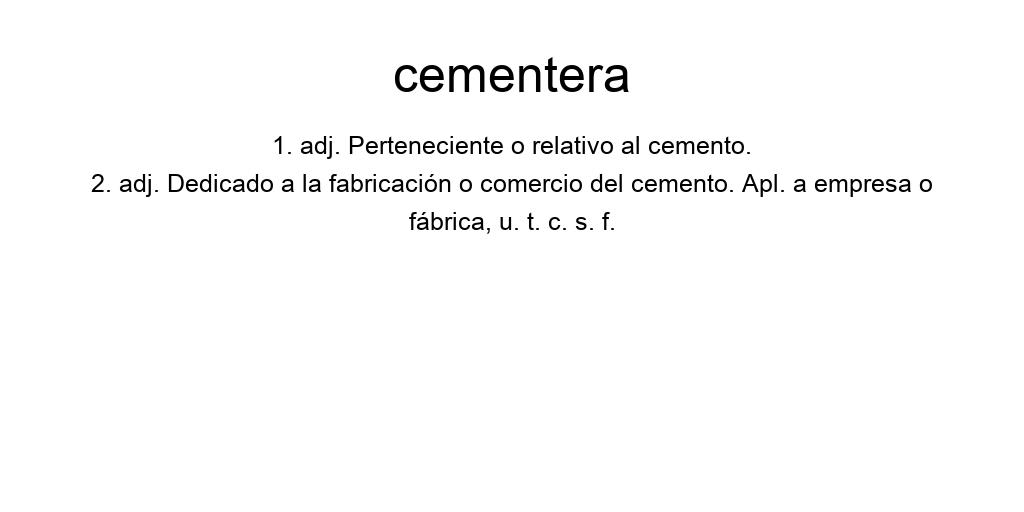 cementera
1. adj. Perteneciente o relativo al cemento.
2. adj. Dedicado a la fabricación o comercio del cemento. Apl. a empresa o
fábrica, u. t. c. s. f.